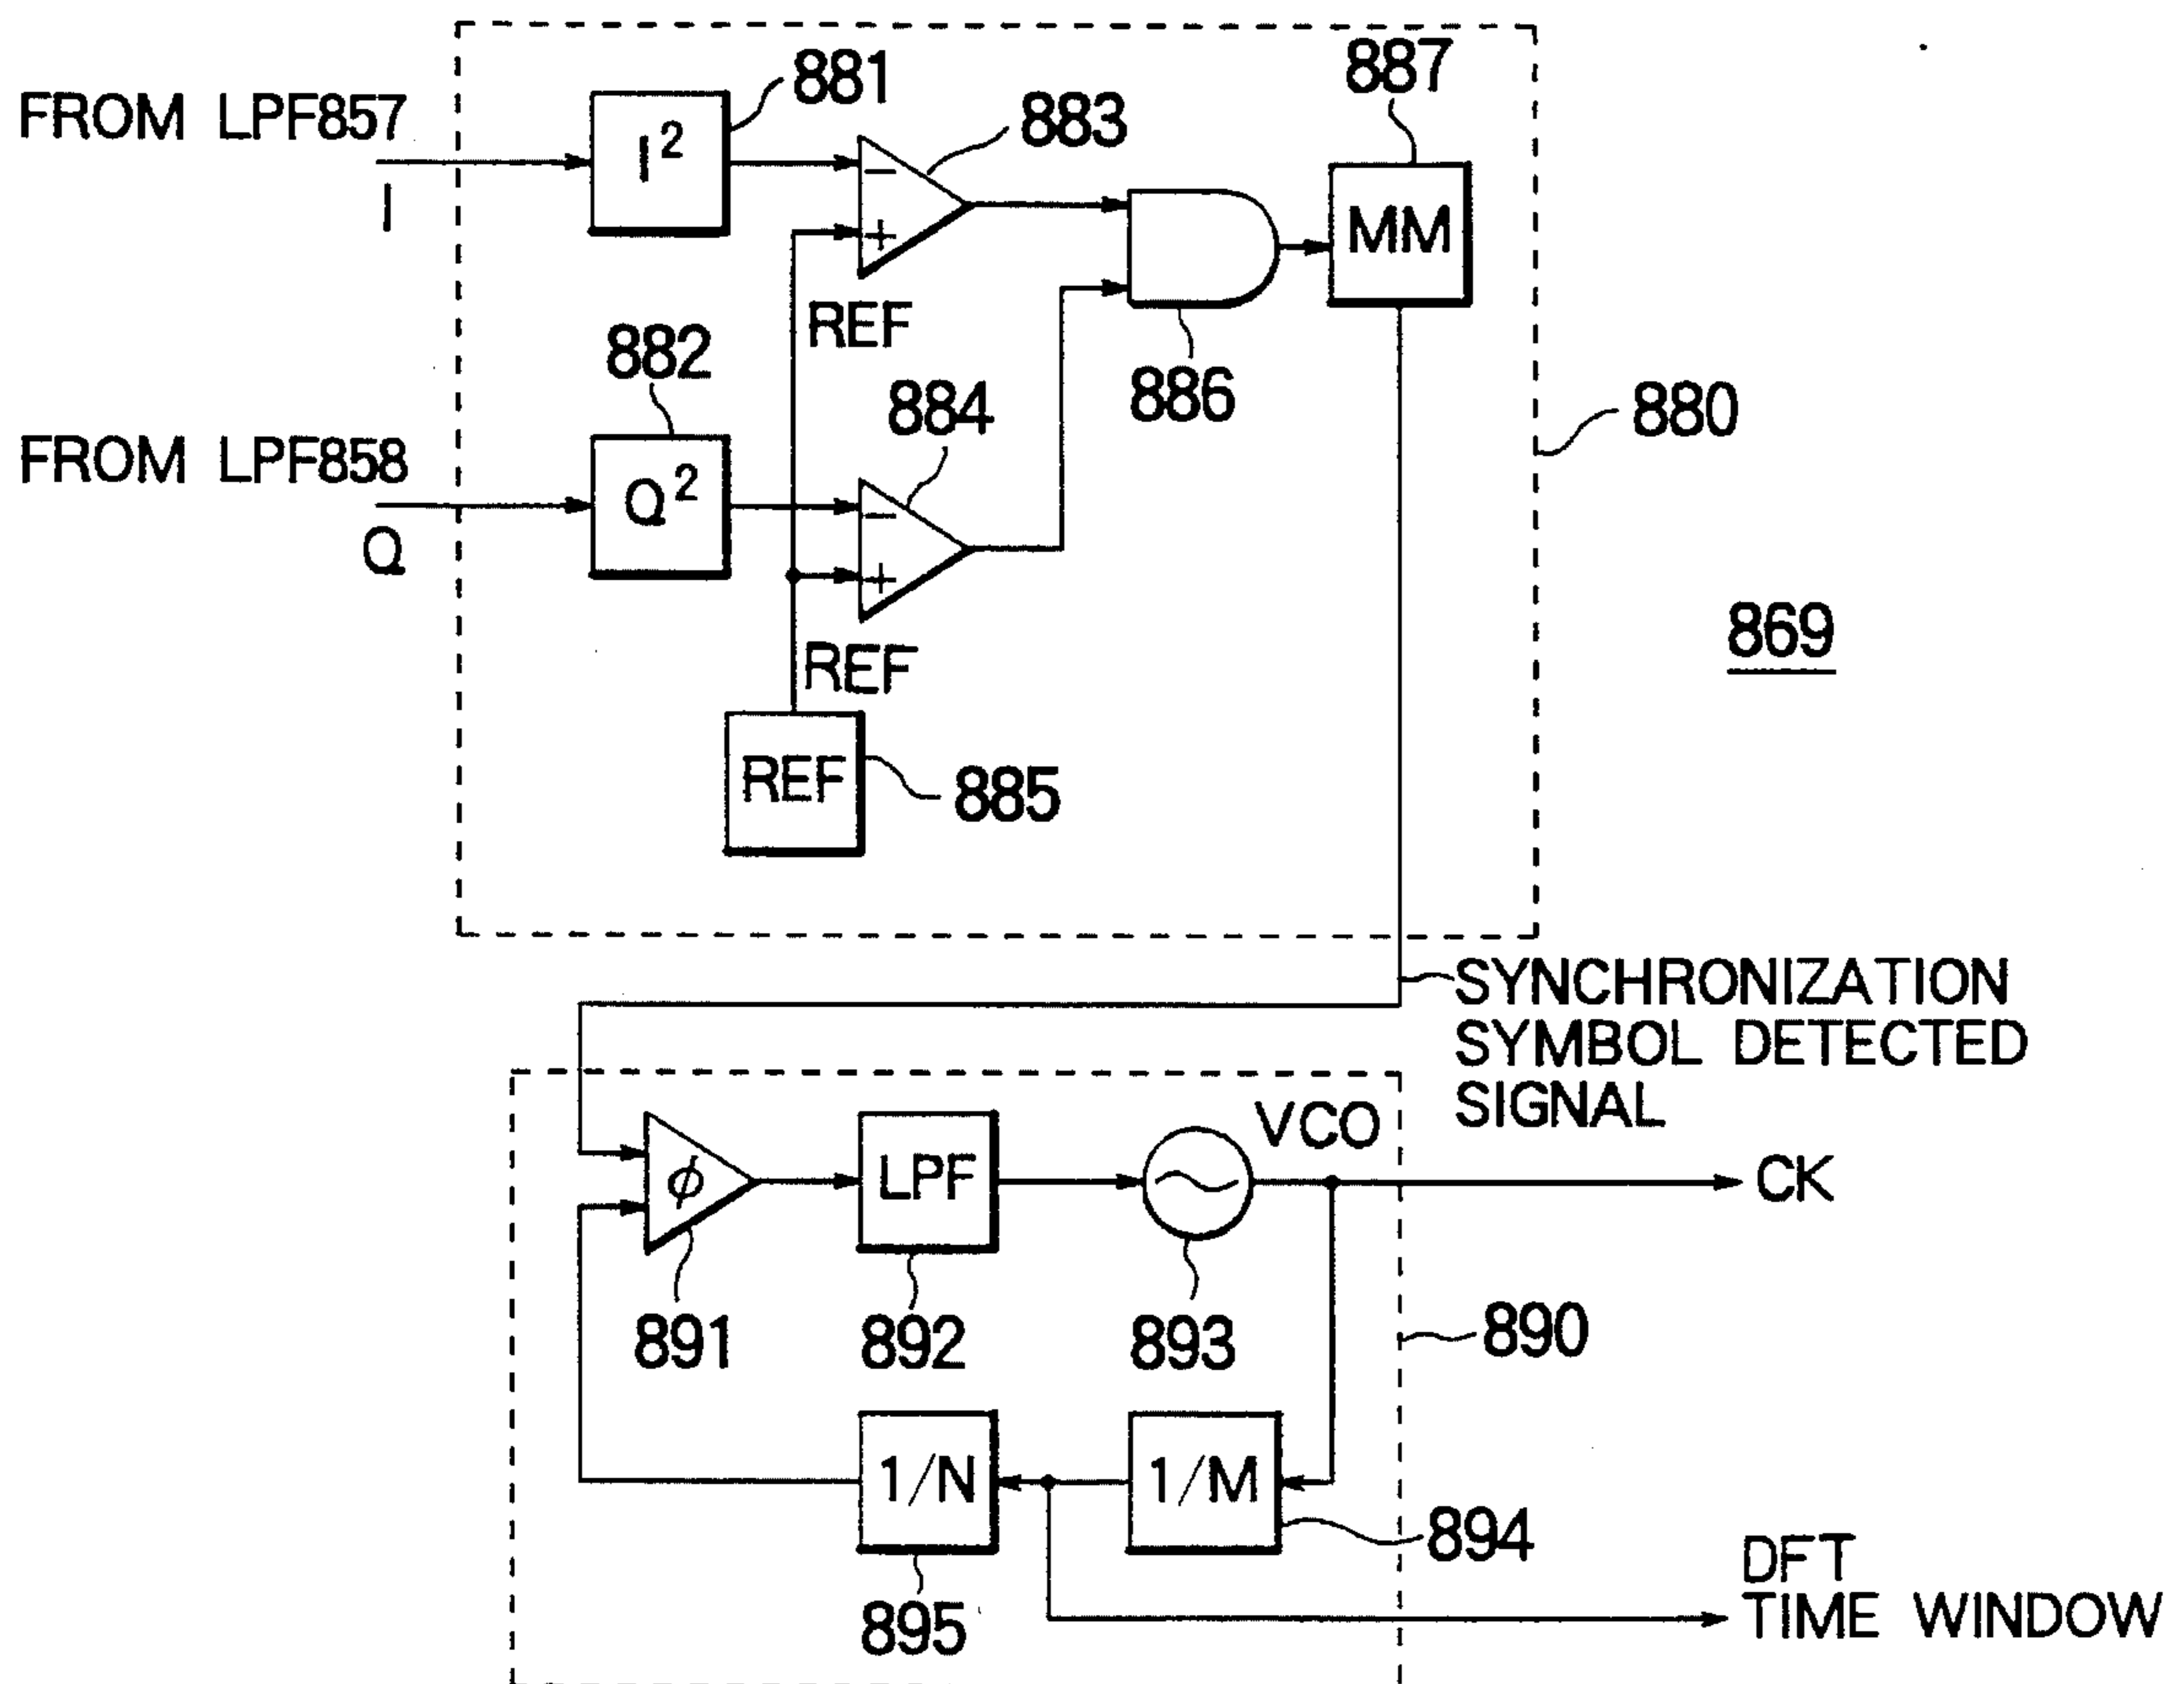 FROM LPF857
I
I²
881
883
887
MM
REF
882
884
886
880
FROM LPF858
Q
Q²
- +
- +
869
REF
REF
885
SYNCHRONIZATION
SYMBOL DETECTED
SIGNAL
VCO
ϕ
LPF
CK
891
892
893
890
1/N
1/M
894
895
DFT
TIME WINDOW